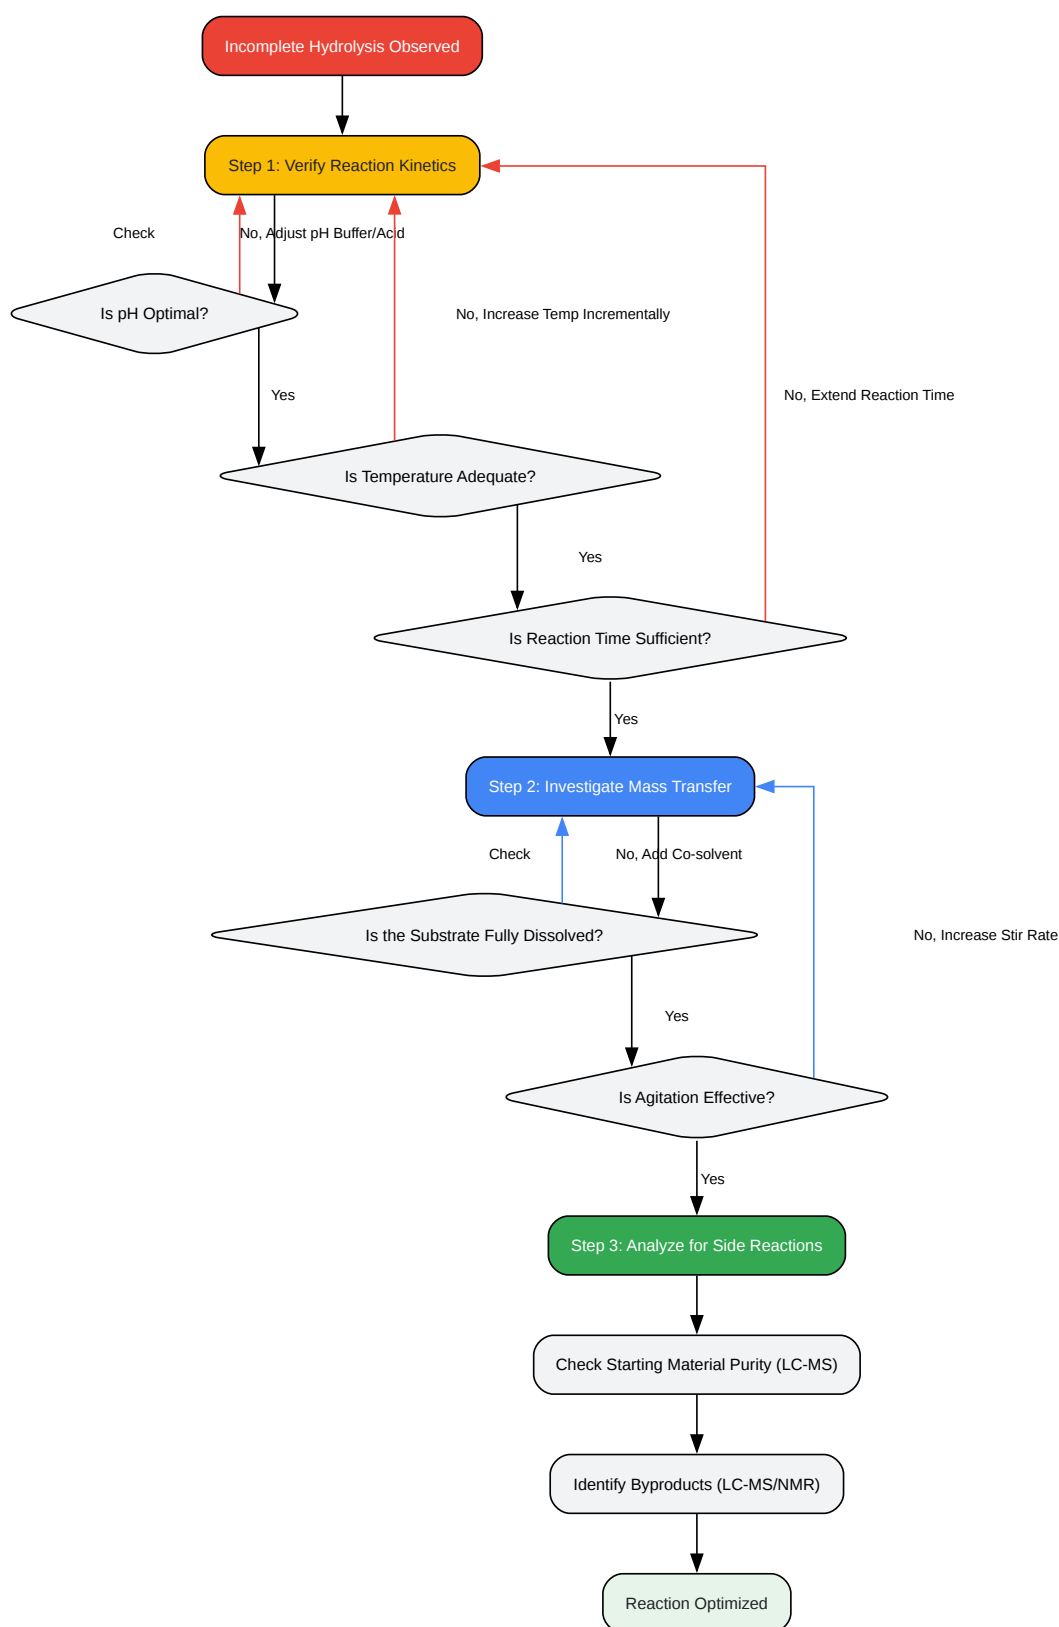 Incomplete Hydrolysis Observed
Step 1: Verify Reaction Kinetics
Check
No, Adjust pH Buffer/Acid
Is pH Optimal?
No, Increase Temp Incrementally
Yes
No, Extend Reaction Time
Is Temperature Adequate?
Yes
Is Reaction Time Sufficient?
Yes
Step 2: Investigate Mass Transfer
Check
No, Add Co-solvent
Is the Substrate Fully Dissolved?
No, Increase Stir Rate
Yes
Is Agitation Effective?
Yes
Step 3: Analyze for Side Reactions
Check Starting Material Purity (LC-MS)
Identify Byproducts (LC-MS/NMR)
Reaction Optimized